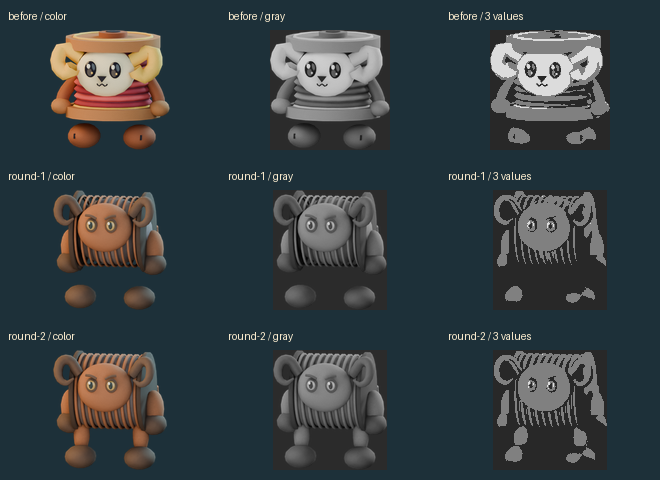 before / color
before / gray
before / 3 values
round-1 / color
round-1 / gray
round-1 / 3 values
round-2 / color
round-2 / gray
round-2 / 3 values